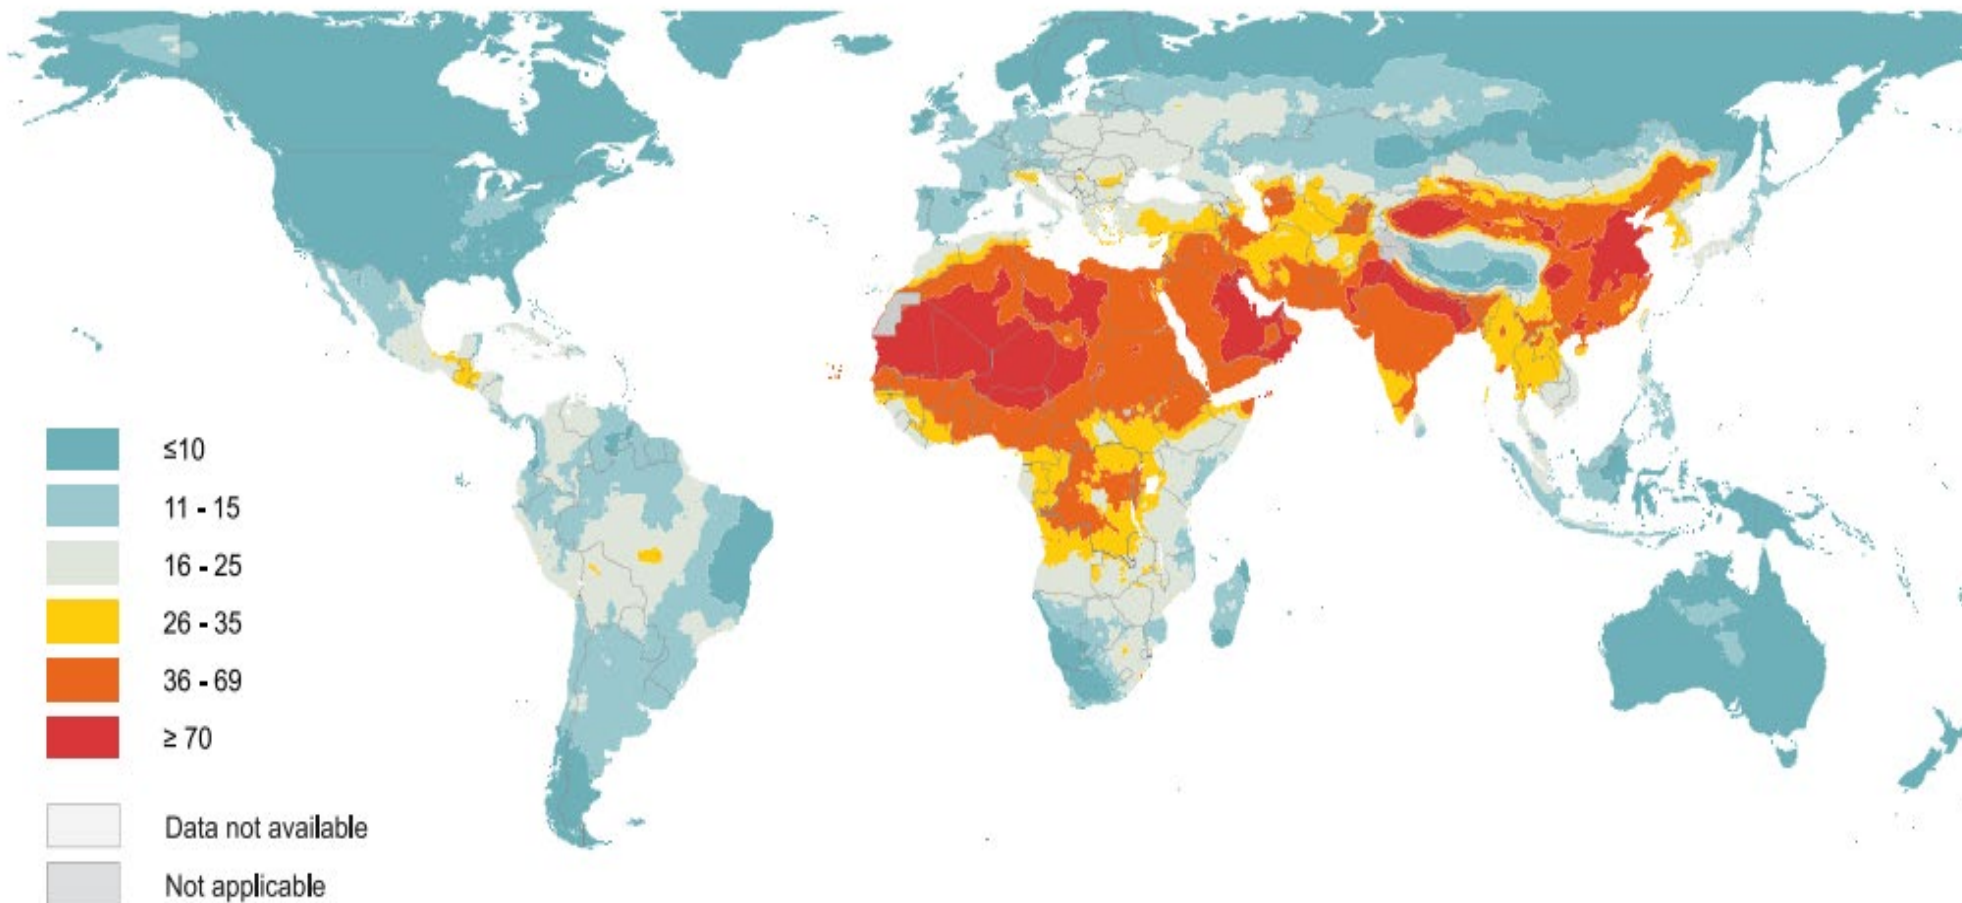 ≤10
11 - 15
16 - 25
26 - 35
36 - 69
≥ 70
Data not available
Not applicable